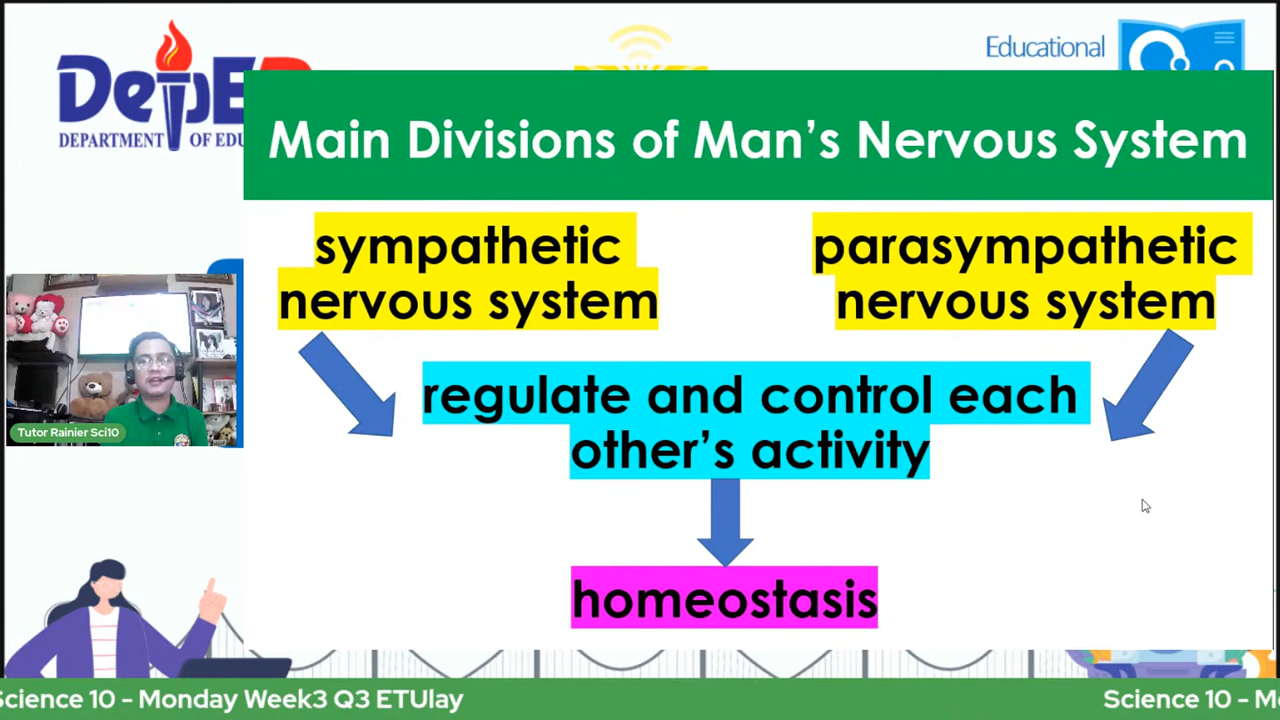 DepED
DEPARTMENT OF EDU
Educational
Main Divisions of Man's Nervous System
sympathetic
nervous system
parasympathetic
nervous system
regulate and control each
other's activity
homeostasis
Tutor Rainier Sci10
Science 10 - Monday Week3 Q3 ETUlay
Science 10 - Mo